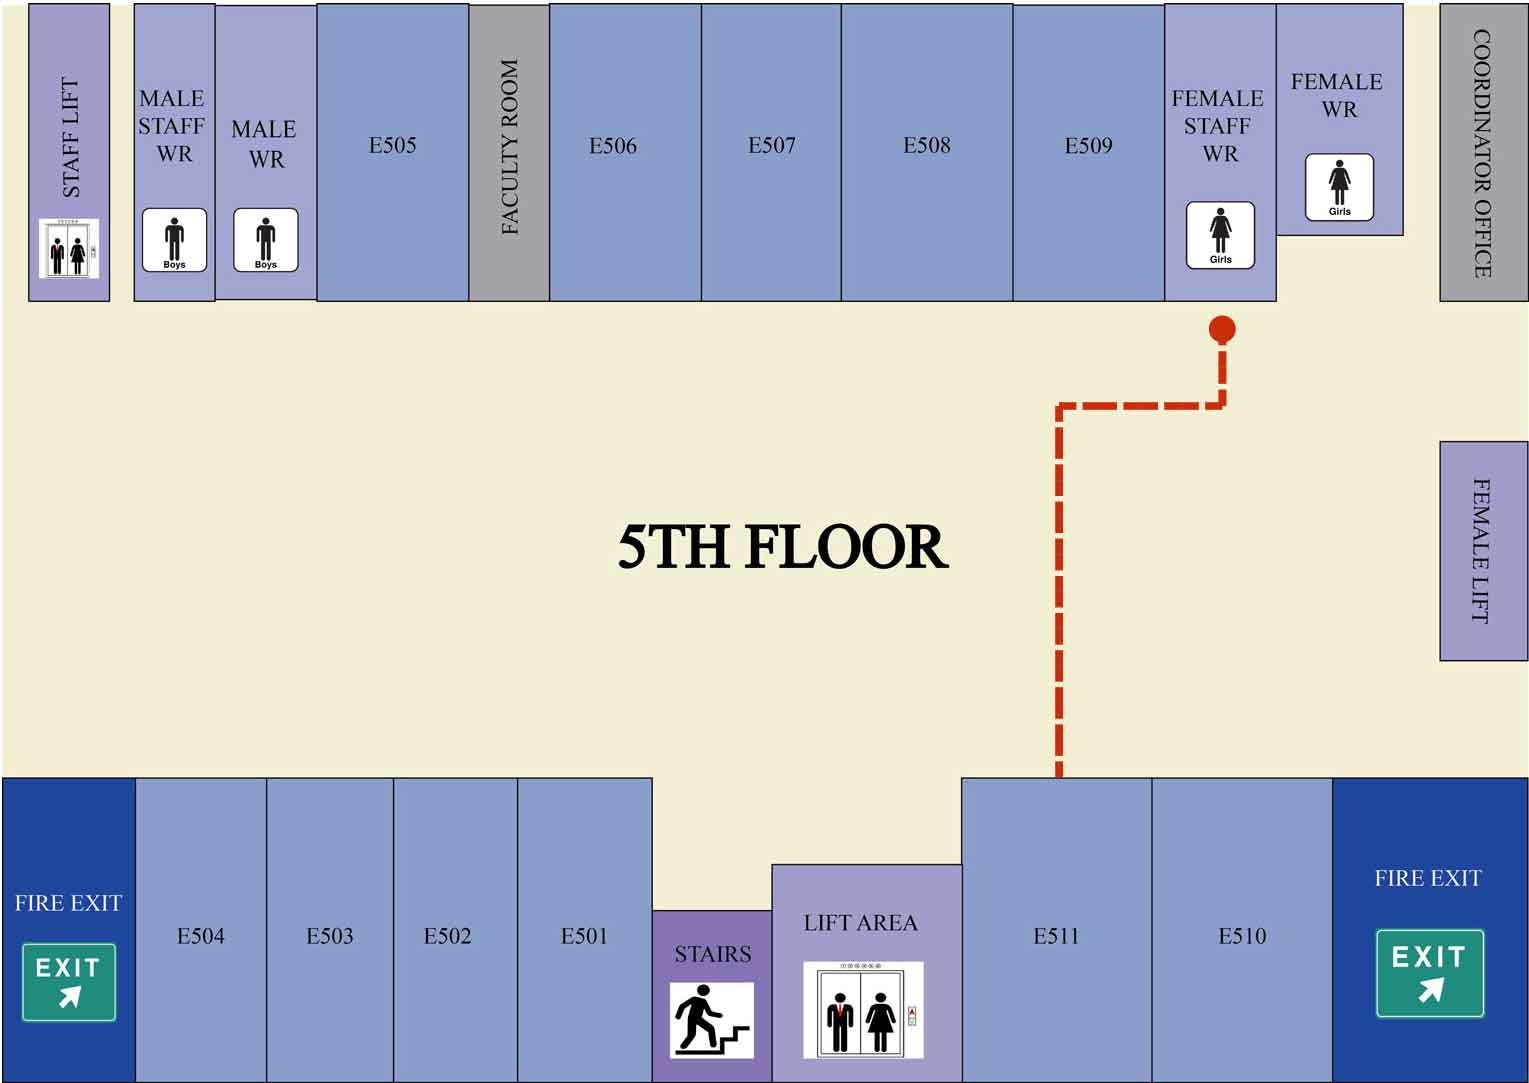 STAFF LIFT
MALE
STAFF
WR
Boys
MALE
WR
Boys
E505
FACULTY ROOM
E506
E507
E508
E509
FEMALE
STAFF
WR
Girls
FEMALE
WR
Girls
COORDINATOR OFFICE
5TH FLOOR
FEMALE LIFT
FIRE EXIT
EXIT
E504
E503
E502
E501
STAIRS
LIFT AREA
E511
E510
FIRE EXIT
EXIT